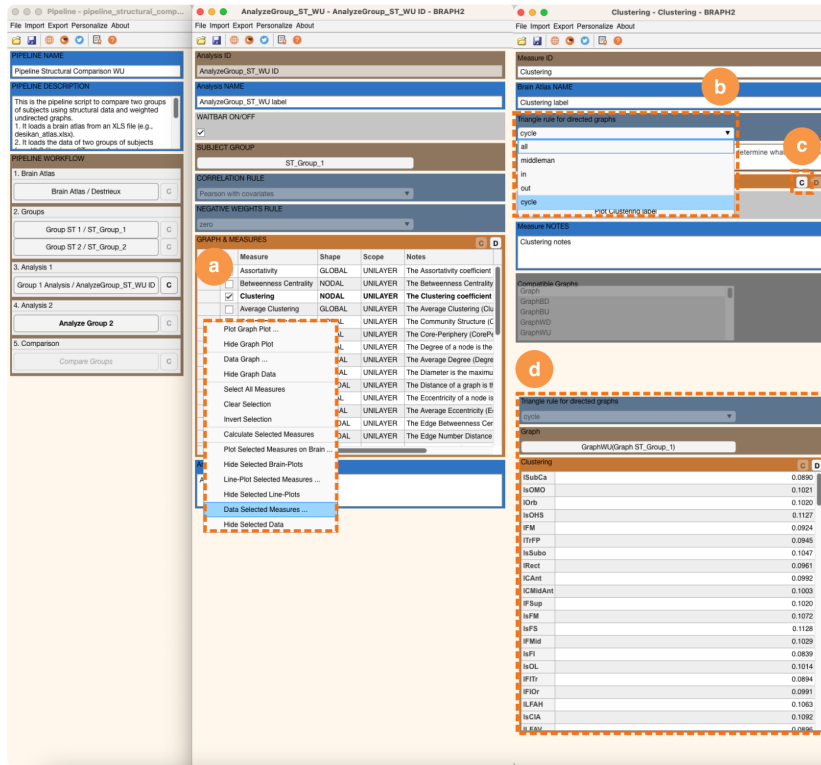 Pipeline - pipeline_structural_comp...
File Import Export Personalize About
PIPELINE NAME
Pipeline Structural Comparison WU
PIPELINE DESCRIPTION
This is the pipeline script to compare two groups
of subjects using structural data and weighted
undirected graphs.
1. It loads a brain atlas from an XLS file (e.g.,
desikan_atlas.xlsx).
2. It loads the data of two groups of subjects
PIPELINE WORKFLOW
1. Brain Atlas
Brain Atlas / Destrieux C
2. Groups
Group ST 1 / ST_Group_1
Group ST 2 / ST_Group_2 C
3. Analysis 1
Group 1 Analysis / AnalyzeGroup_ST_WU ID C
4. Analysis 2
Analyze Group 2 C
5. Comparison
Compare Groups C
AnalyzeGroup_ST_WU - AnalyzeGroup_ST_WU ID - BRAPH2
File Import Export Personalize About
Analysis ID
AnalyzeGroup_ST_WU ID
Analysis NAME
AnalyzeGroup_ST_WU label
WAITBAR ON/OFF
SUBJECT GROUP
ST_Group_1
CORRELATION RULE
Pearson with covariates
NEGATIVE WEIGHTS RULE
zero
GRAPH & MEASURES C D
a
Measure Shape Scope Notes
Assortativity GLOBAL UNILAYER The Assortativity coefficient
Betweenness Centrality NODAL UNILAYER The Betweenness Centrality
Clustering NODAL UNILAYER The Clustering coefficient
Average Clustering GLOBAL UNILAYER The Average Clustering (Clu
UNILAYER The Community Structure (C
UNILAYER The Core-Periphery (CorePe
UNILAYER The Degree of a node is the
UNILAYER The Average Degree (Degre
UNILAYER The Diameter is the maximu
UNILAYER The Distance of a graph is th
UNILAYER The Eccentricity of a node is
UNILAYER The Average Eccentricity (Ec
UNILAYER The Edge Betweenness Cer
UNILAYER The Edge Number Distance
Plot Graph Plot ...
Hide Graph Plot
Data Graph ...
Hide Graph Data
Select All Measures
Clear Selection
Invert Selection
Calculate Selected Measures
Plot Selected Measures on Brain ...
Hide Selected Brain-Plots
Line-Plot Selected Measures ...
Hide Selected Line-Plots
Data Selected Measures ...
Hide Selected Data
Clustering - Clustering - BRAPH2
File Import Export Personalize About
Measure ID
Clustering
Brain Atlas NAME
b
Clustering label
Triangle rule for directed graphs
cycle
all
middleman
in
out
cycle
etermine what
c
C D
Plot Clustering label
Measure NOTES
Clustering notes
Compatible Graphs
Graph
GraphBD
GraphBU
GraphWD
GraphWU
d
Triangle rule for directed graphs
cycle
Graph
GraphWU(Graph ST_Group_1)
Clustering C D
lSubCa 0.0890
lsOMO 0.1021
lOrb 0.1020
lsOHS 0.1127
lFM 0.0924
lTrFP 0.0945
lsSubo 0.1047
lRect 0.0961
lCAnt 0.0992
lCMidAnt 0.1003
lFSup 0.1020
lsFM 0.1072
lsFS 0.1128
lFMid 0.1029
lsFI 0.0839
lsOL 0.1014
lFITr 0.0894
lFIOr 0.0991
lLFAH 0.1063
lsCIA 0.1092
lLFAV 0.0896